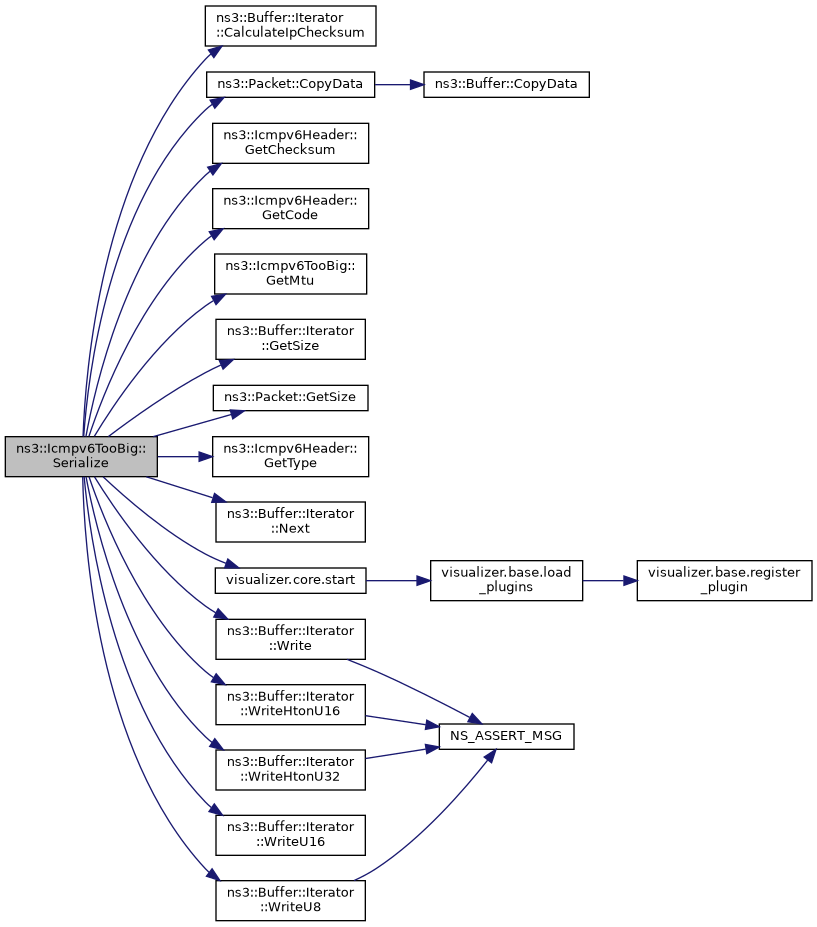 ns3::Buffer::Iterator
::CalculateIpChecksum
ns3::Packet::CopyData
ns3::Buffer::CopyData
ns3::Icmpv6Header::
GetChecksum
ns3::Icmpv6Header::
GetCode
ns3::Icmpv6TooBig::
GetMtu
ns3::Buffer::Iterator
::GetSize
ns3::Packet::GetSize
ns3::Icmpv6TooBig::
Serialize
ns3::Icmpv6Header::
GetType
ns3::Buffer::Iterator
::Next
visualizer.core.start
visualizer.base.load
_plugins
visualizer.base.register
_plugin
ns3::Buffer::Iterator
::Write
ns3::Buffer::Iterator
::WriteHtonU16
NS_ASSERT_MSG
ns3::Buffer::Iterator
::WriteHtonU32
ns3::Buffer::Iterator
::WriteU16
ns3::Buffer::Iterator
::WriteU8